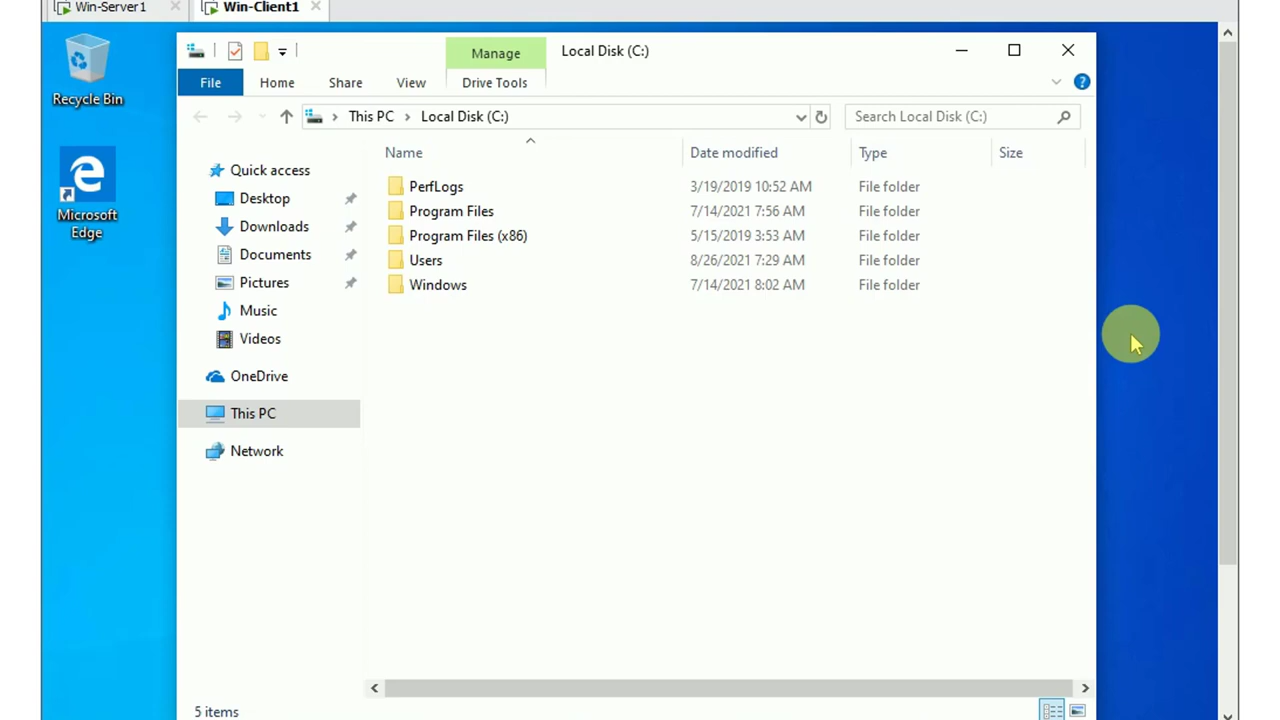 Win-Server1
Win-Client1
Recycle Bin
Microsoft
Edge
Manage
Local Disk (C:)
File
Home
Share
View
Drive Tools
This PC
Local Disk (C:)
Search Local Disk (C:)
Name
Date modified
Type
Size
Quick access
Desktop
Downloads
Documents
Pictures
Music
Videos
OneDrive
This PC
Network
PerfLogs 3/19/2019 10:52 AM File folder
Program Files 7/14/2021 7:56 AM File folder
Program Files (x86) 5/15/2019 3:53 AM File folder
Users 8/26/2021 7:29 AM File folder
Windows 7/14/2021 8:02 AM File folder
5 items